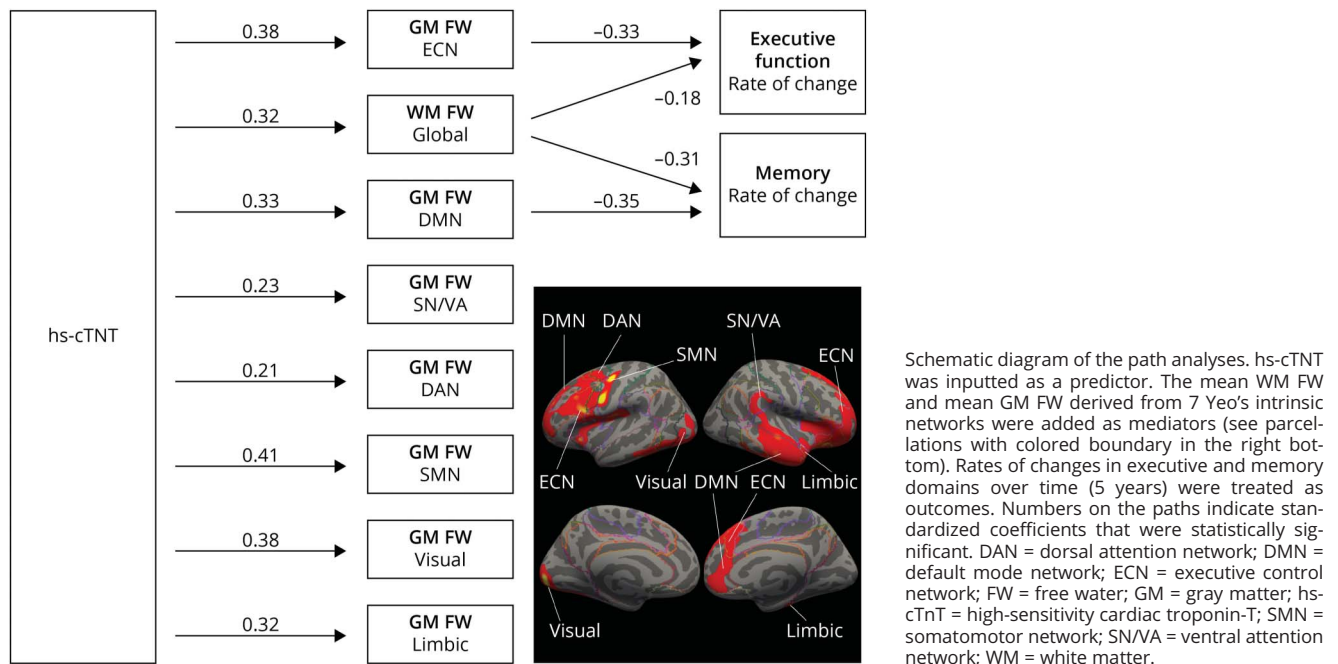 hs-cTNT
0.38
GM FW
ECN
−0.33
Executive
function
Rate of change
0.32
WM FW
Global
−0.18
−0.31
Memory
Rate of change
0.33
GM FW
DMN
−0.35
0.23
GM FW
SN/VA
0.21
GM FW
DAN
0.41
GM FW
SMN
0.38
GM FW
Visual
0.32
GM FW
Limbic
DMN DAN SN/VA
SMN ECN
ECN Visual DMN ECN Limbic
Visual Limbic
Schematic diagram of the path analyses. hs-cTNT
was inputted as a predictor. The mean WM FW
and mean GM FW derived from 7 Yeo's intrinsic
networks were added as mediators (see parcel-
lations with colored boundary in the right bot-
tom). Rates of changes in executive and memory
domains over time (5 years) were treated as
outcomes. Numbers on the paths indicate stan-
dardized coefficients that were statistically sig-
nificant. DAN = dorsal attention network; DMN =
default mode network; ECN = executive control
network; FW = free water; GM = gray matter; hs-
cTnT = high-sensitivity cardiac troponin-T; SMN =
somatomotor network; SN/VA = ventral attention
network; WM = white matter.